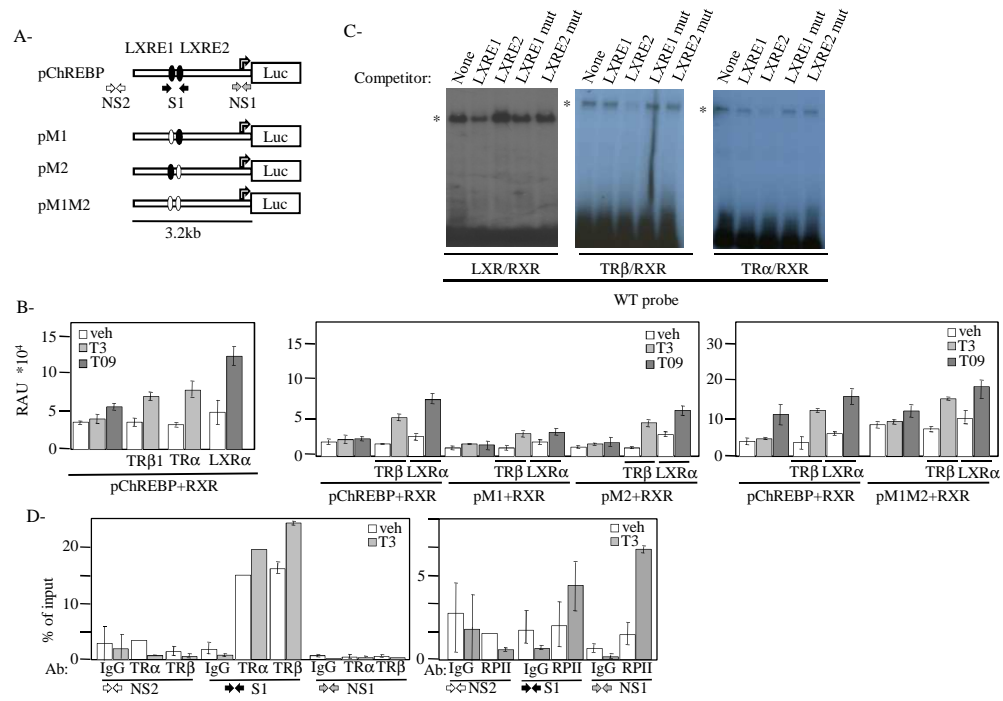 A-
LXRE1 LXRE2
pChREBP
Luc
NS2
S1
NS1
pM1
Luc
pM2
Luc
pM1M2
Luc
3.2kb
C-
Competitor:
None
LXRE1
LXRE2
LXRE1 mut
LXRE2 mut
None
LXRE1
LXRE2
LXRE1 mut
LXRE2 mut
None
LXRE1
LXRE2
LXRE1 mut
LXRE2 mut
*
*
*
LXR/RXR
TRβ/RXR
TRα/RXR
WT probe
B-
RAU *10⁴
15
10
5
0
veh
T3
T09
TRβ1 TRα LXRα
pChREBP+RXR
15
10
5
0
veh
T3
T09
TRβ LXRα
TRβ LXRα
TRβ LXRα
pChREBP+RXR
pM1+RXR
pM2+RXR
30
20
10
0
veh
T3
T09
TRβ LXRα
TRβ LXRα
pChREBP+RXR
pM1M2+RXR
D-
% of input
20
10
0
veh
T3
Ab:
IgG TRα TRβ
IgG TRα TRβ
IgG TRα TRβ
NS2
S1
NS1
5
0
veh
T3
Ab:
IgG RPII
IgG RPII
IgG RPII
NS2
S1
NS1